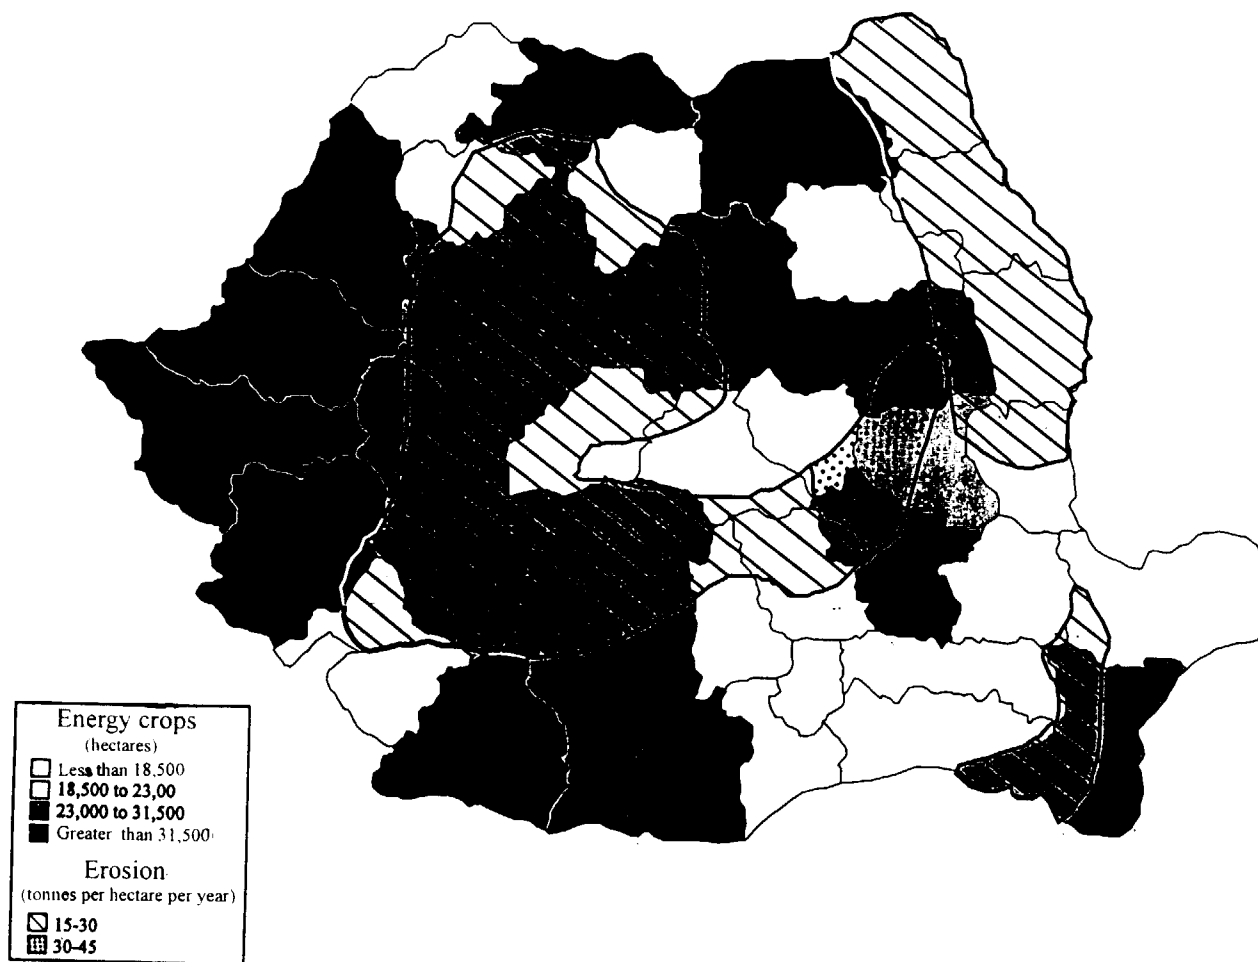 Energy crops
(hectares)
Less than 18,500
18,500 to 23,00
23,000 to 31,500
Greater than 31,500
Erosion
(tonnes per hectare per year)
15-30
30-45